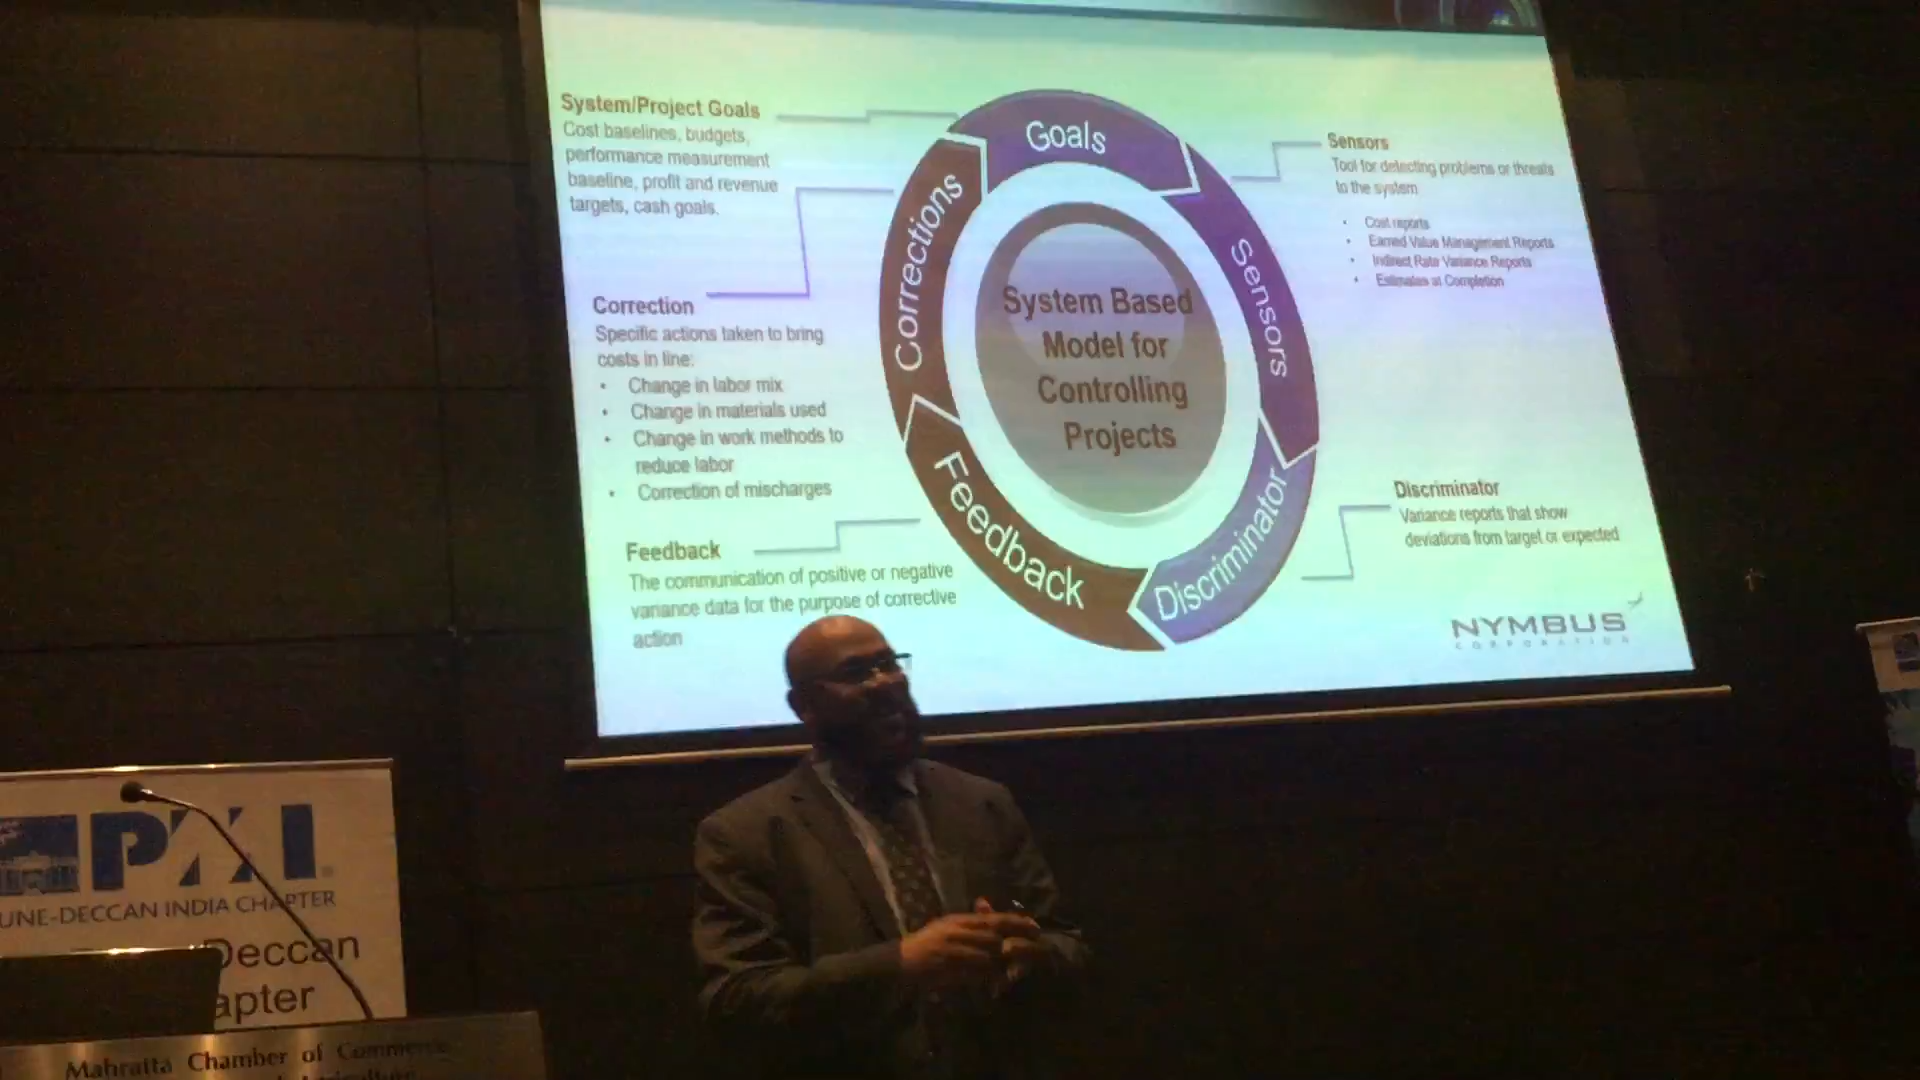 System/Project Goals
Cost baselines, budgets,
performance measurement
baseline, profit and revenue
targets, cash goals.
Correction
Specific actions taken to bring
costs in line:
• Change in labor mix
• Change in materials used
• Change in work methods to
reduce labor
• Correction of mischarges
Feedback
The communication of positive or negative
variance data for the purpose of corrective
action
Goals
Sensors
Discriminator
Feedback
Corrections
System Based
Model for
Controlling
Projects
Sensors
Tool for detecting problems or threats
to the system
• Cost reports
• Earned Value Management Reports
• Indirect Rate Variance Reports
• Estimates at Completion
Discriminator
Variance reports that show
deviations from target or expected
NYMBUS
CORPORATION
PMI
UNE-DECCAN INDIA CHAPTER
Deccan
apter
Mahratta Chamber of Commerce